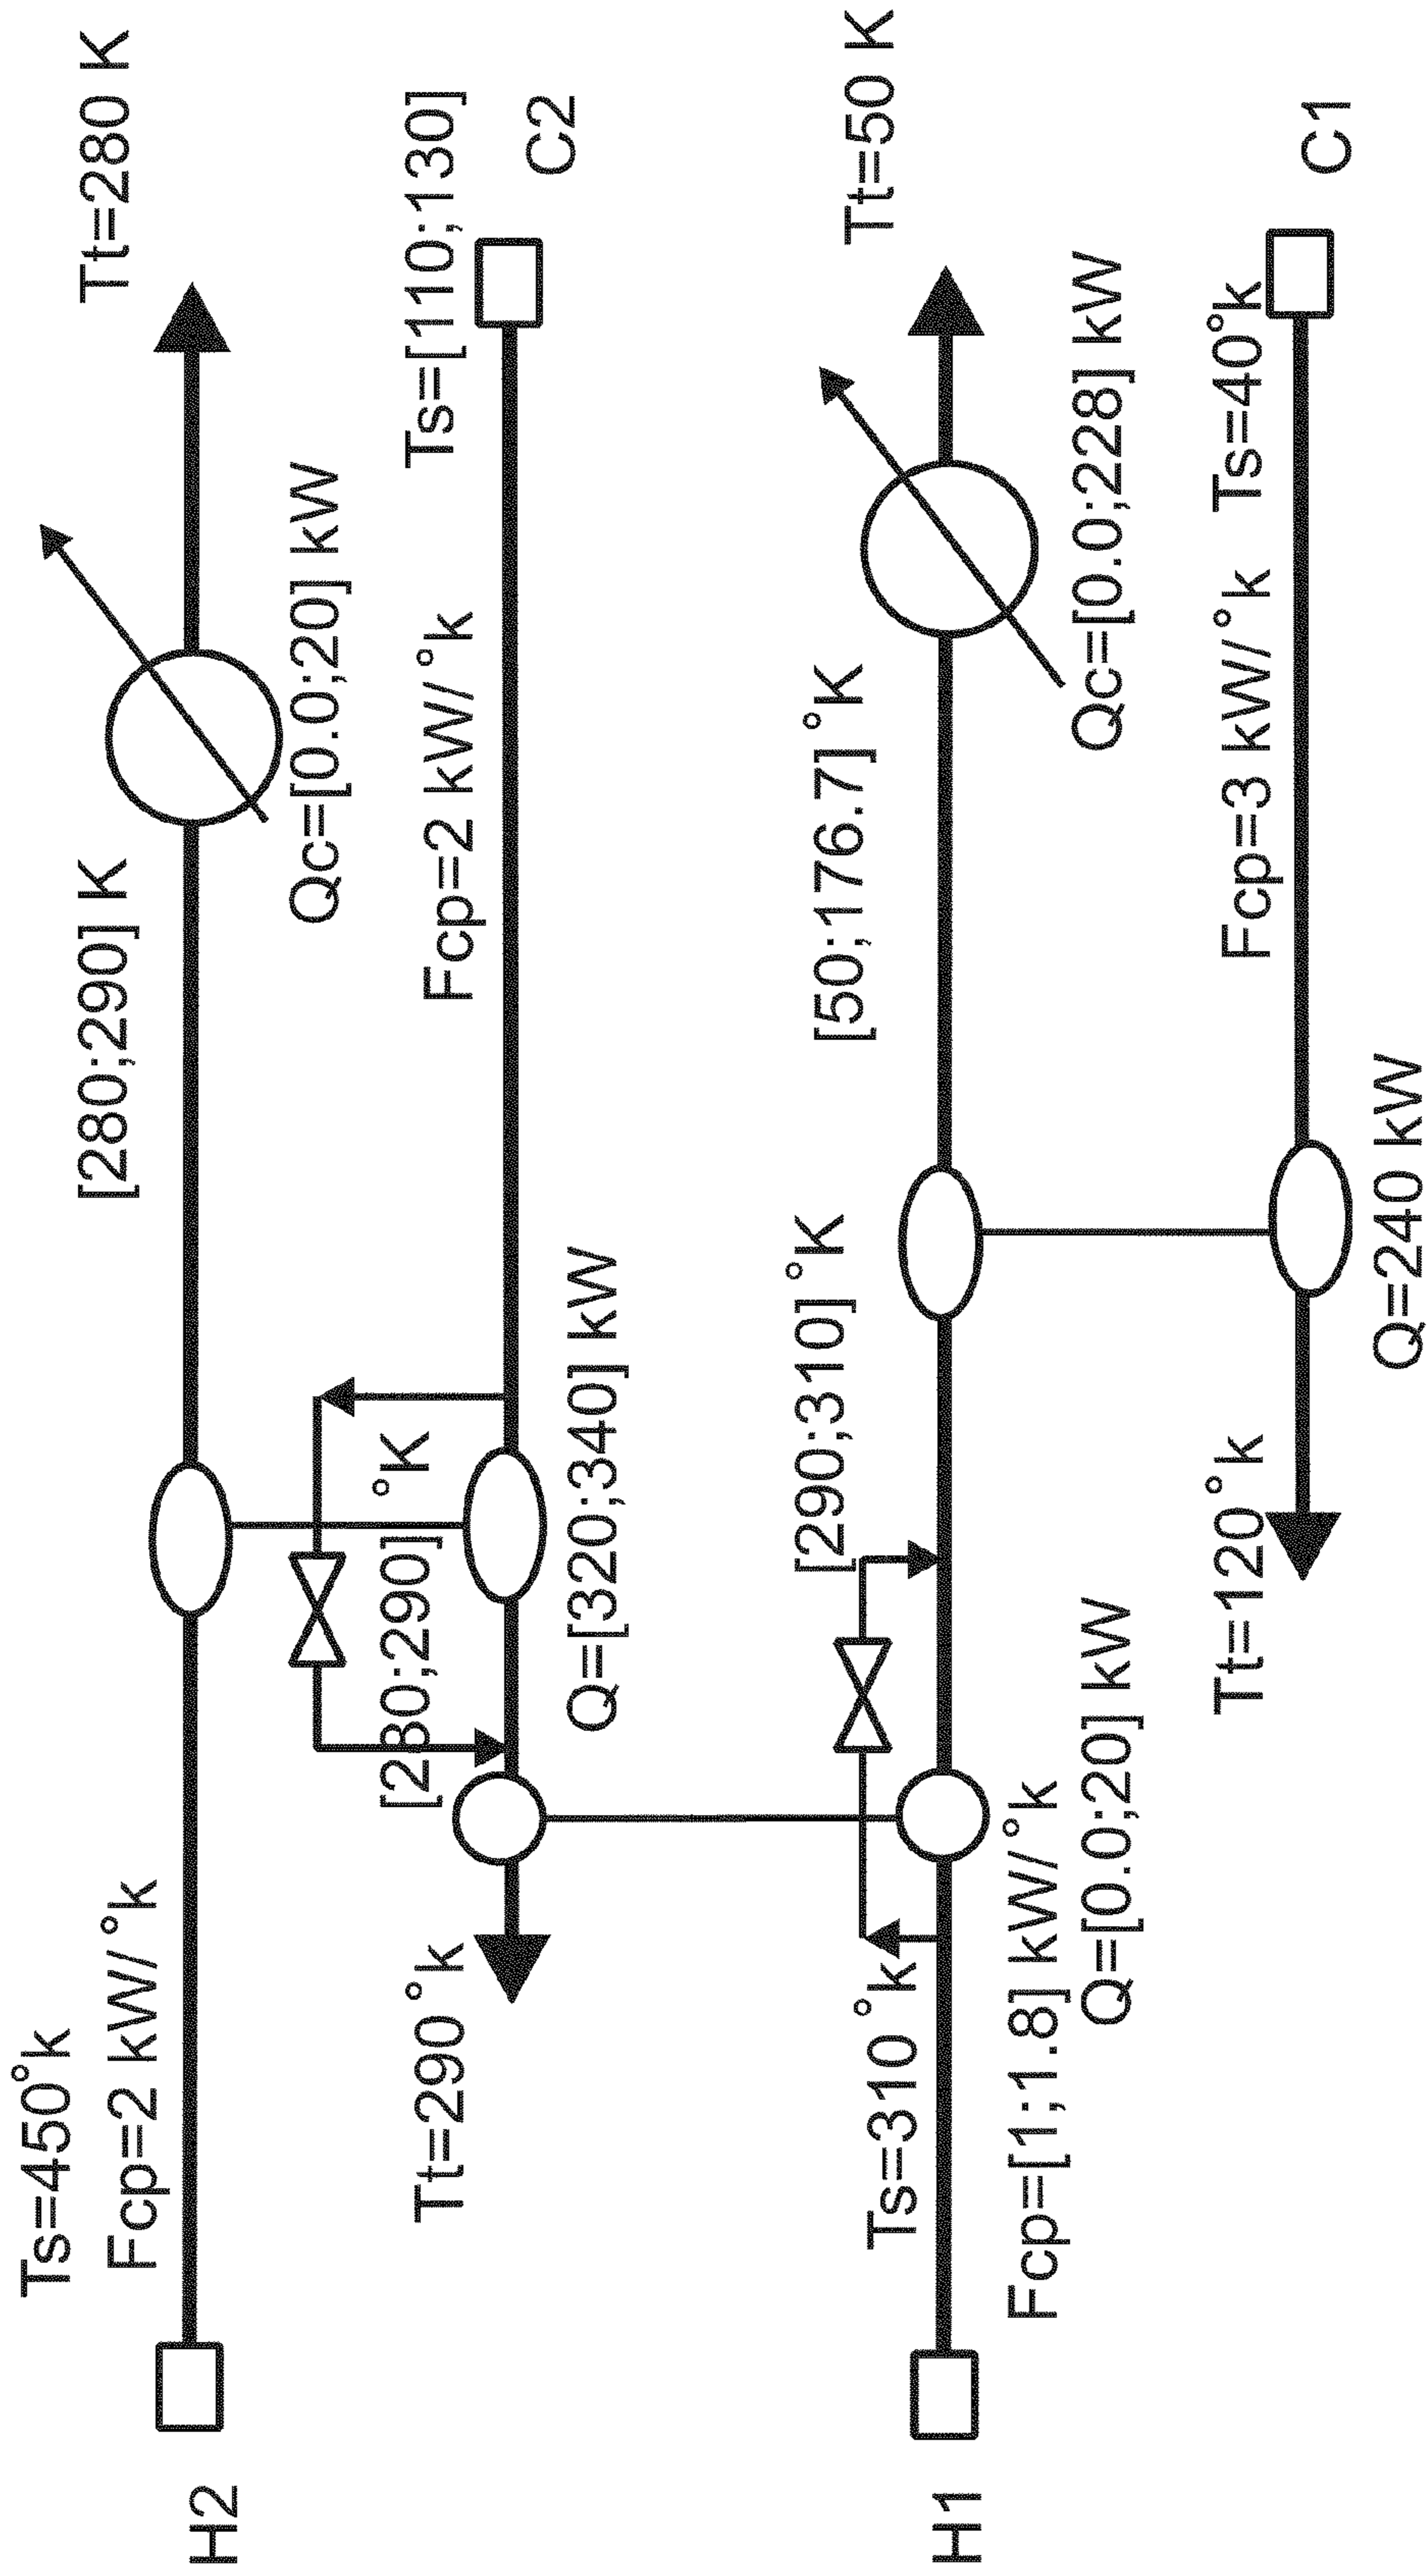 H2
Ts=450°k
Fcp=2 kW/°k
[280;290] K
Tt=280 K
Qc=[0.0;20] kW
Tt=290°k
[280;290] °K
Fcp=2 kW/°k
Ts=[110;130]
C2
Q=[320;340] kW
H1
Ts=310°k
Fcp=[1;1.8] kW/°k
Q=[0.0;20] kW
[290;310] °K
[50;176.7] °K
Tt=50 K
Qc=[0.0;228] kW
Tt=120°k
Fcp=3 kW/°k
Ts=40°k
C1
Q=240 kW